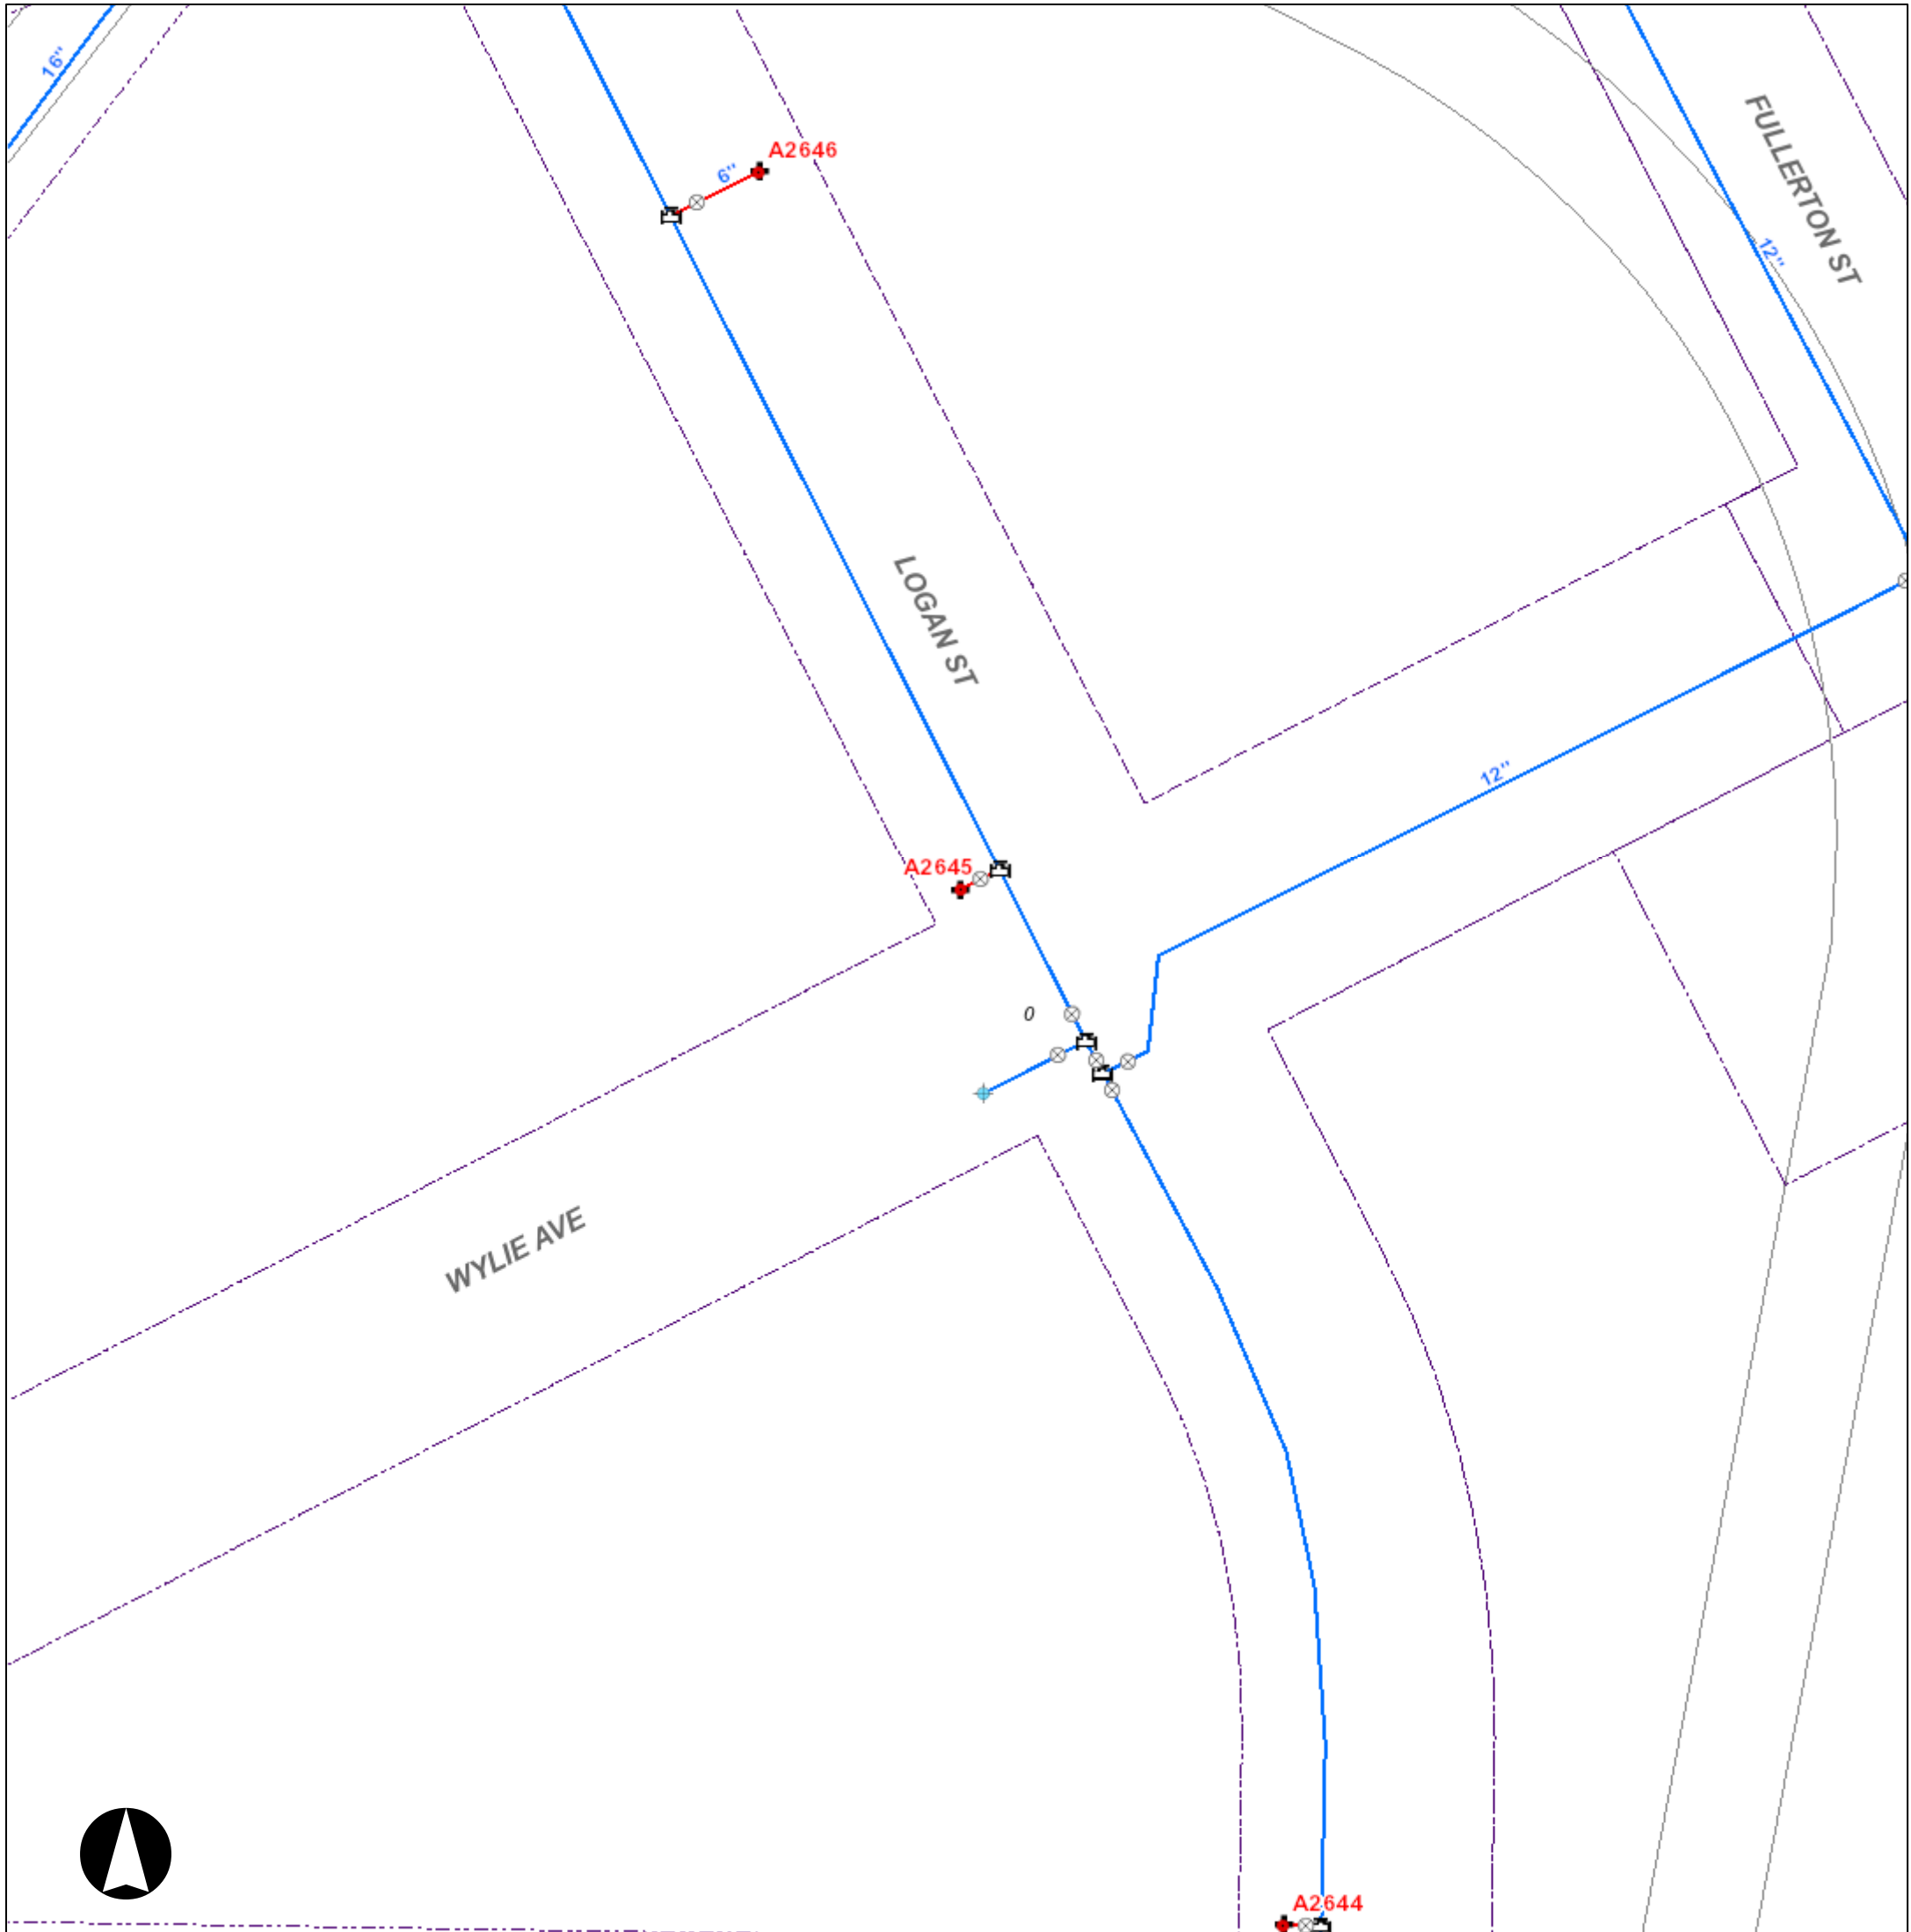 16"
A2646
6"
FULLERTON ST
12"
LOGAN ST
12"
A2645
0
WYLIE AVE
A2644